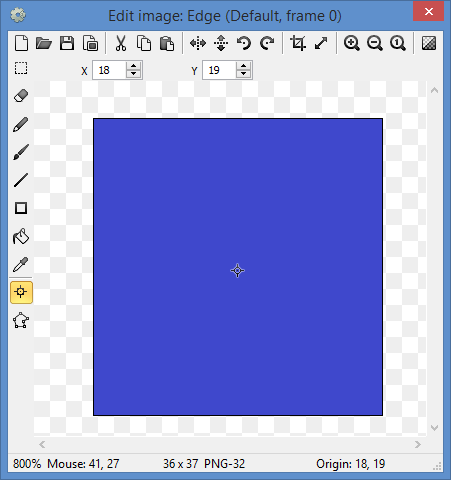 Edit image: Edge (Default, frame 0)
X 18 Y 19
800% Mouse: 41, 27 36 x 37 PNG-32 Origin: 18, 19